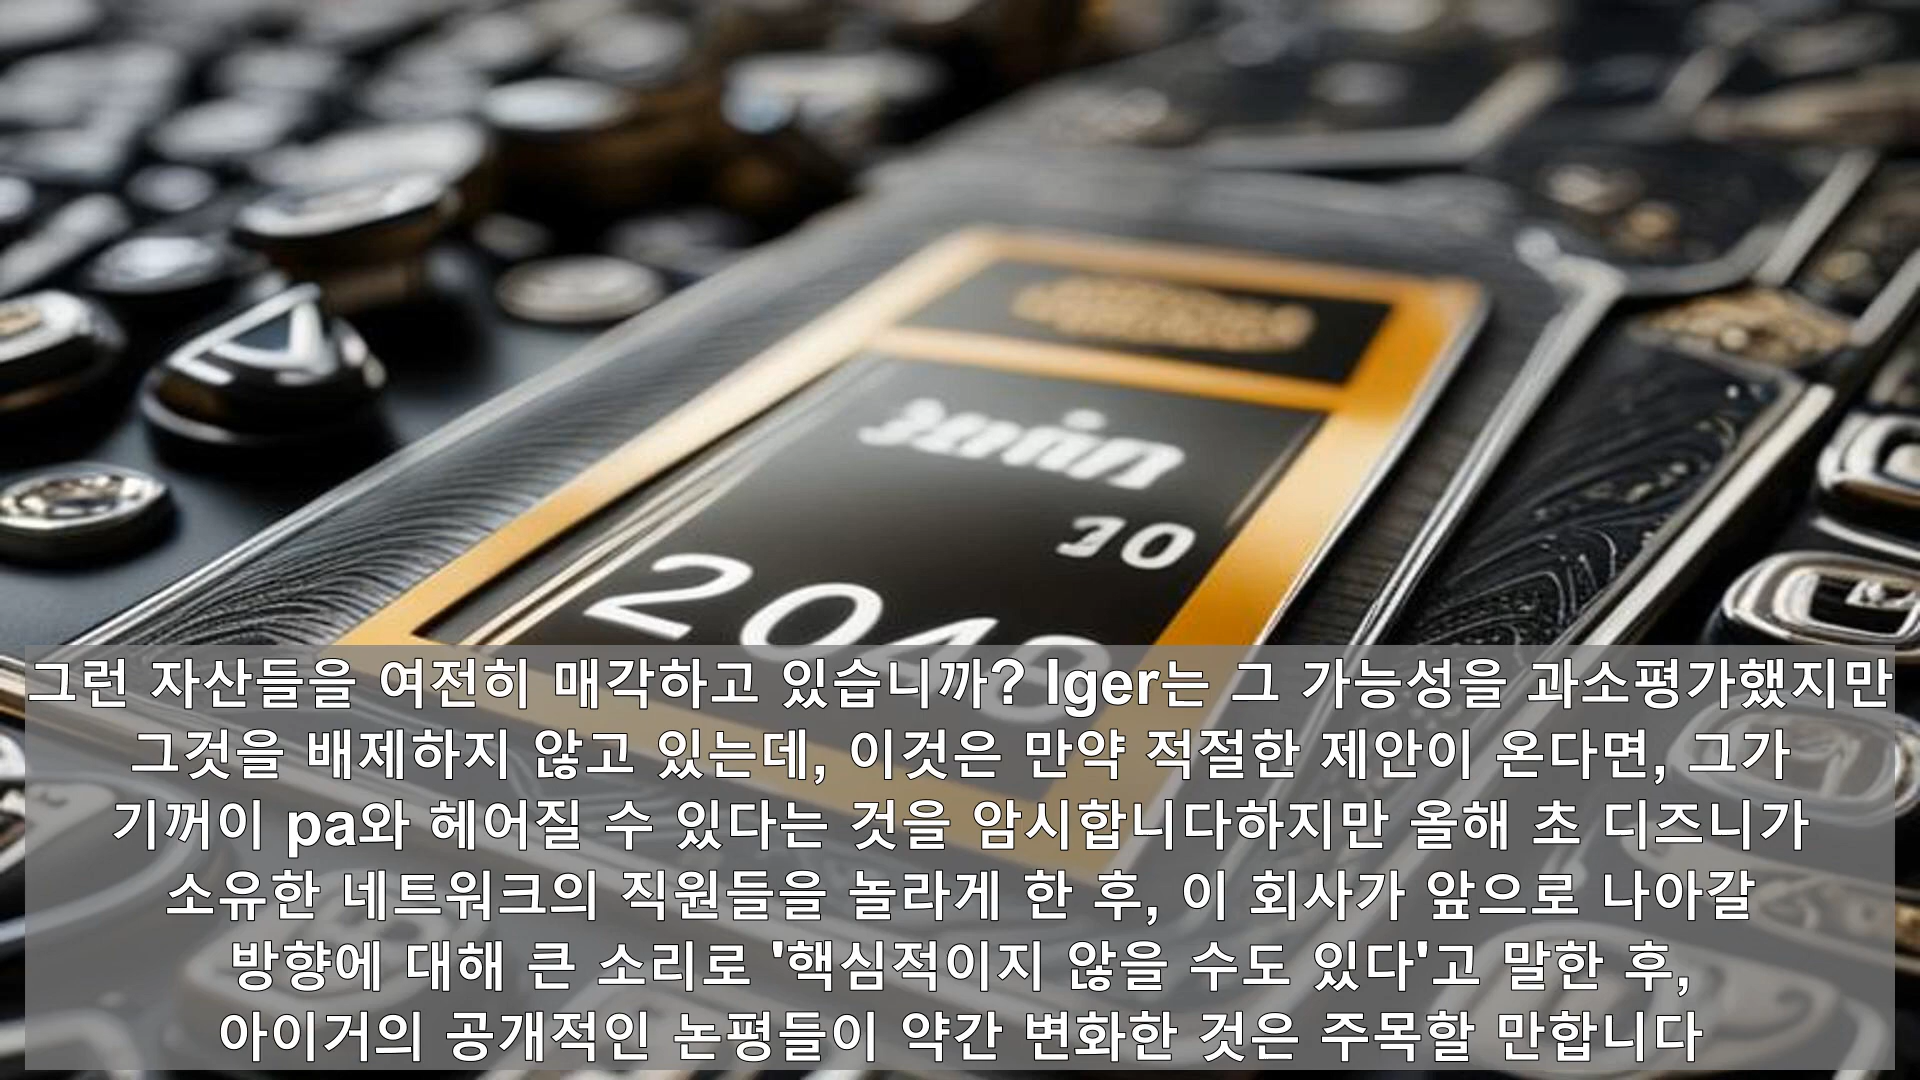 30
그런 자산들을 여전히 매각하고 있습니까? Iger는 그 가능성을 과소평가했지만
그것을 배제하지 않고 있는데, 이것은 만약 적절한 제안이 온다면, 그가
기꺼이 pa와 헤어질 수 있다는 것을 암시합니다하지만 올해 초 디즈니가
소유한 네트워크의 직원들을 놀라게 한 후, 이 회사가 앞으로 나아갈
방향에 대해 큰 소리로 '핵심적이지 않을 수도 있다'고 말한 후,
아이거의 공개적인 논평들이 약간 변화한 것은 주목할 만합니다